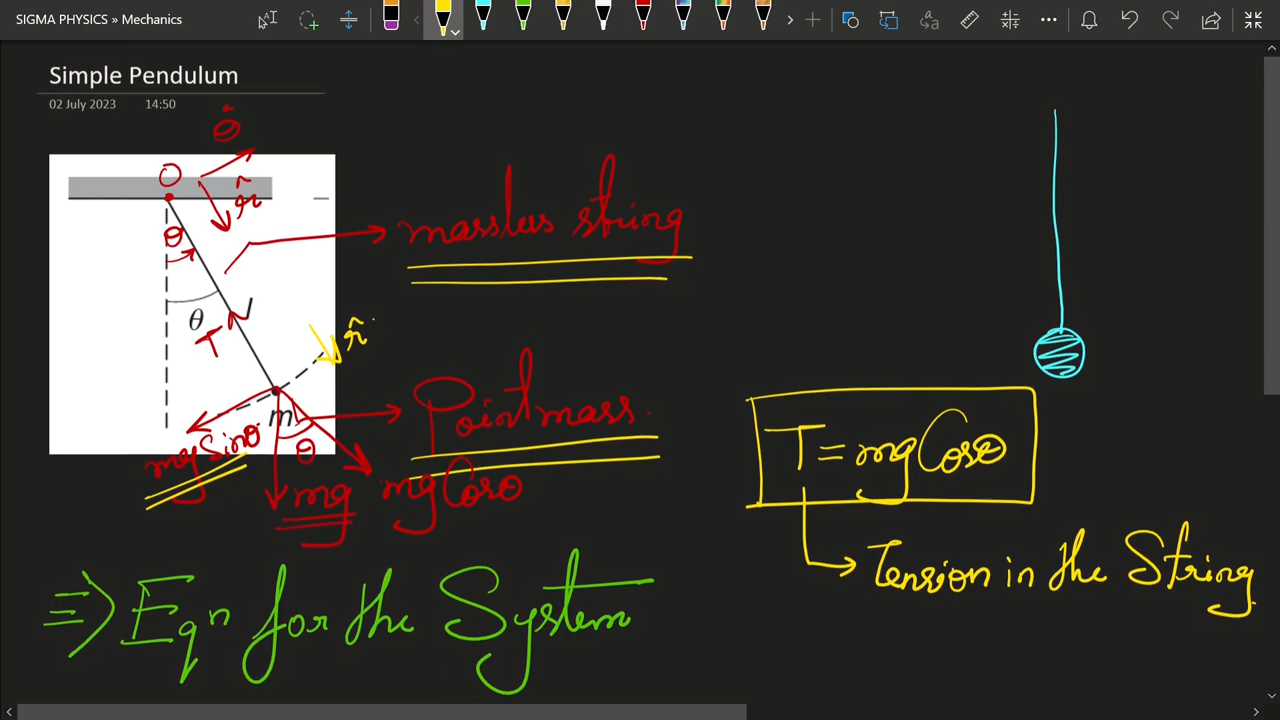 SIGMA PHYSICS » Mechanics
Simple Pendulum
02 July 2023 14:50
θ̂
O
r̂
θ
massless string
θ
T
r̂
m
Point mass.
mg Sinθ
θ
mg
mg Cosθ
T = mg Cosθ
Tension in the String
⇒ Eqⁿ for the System